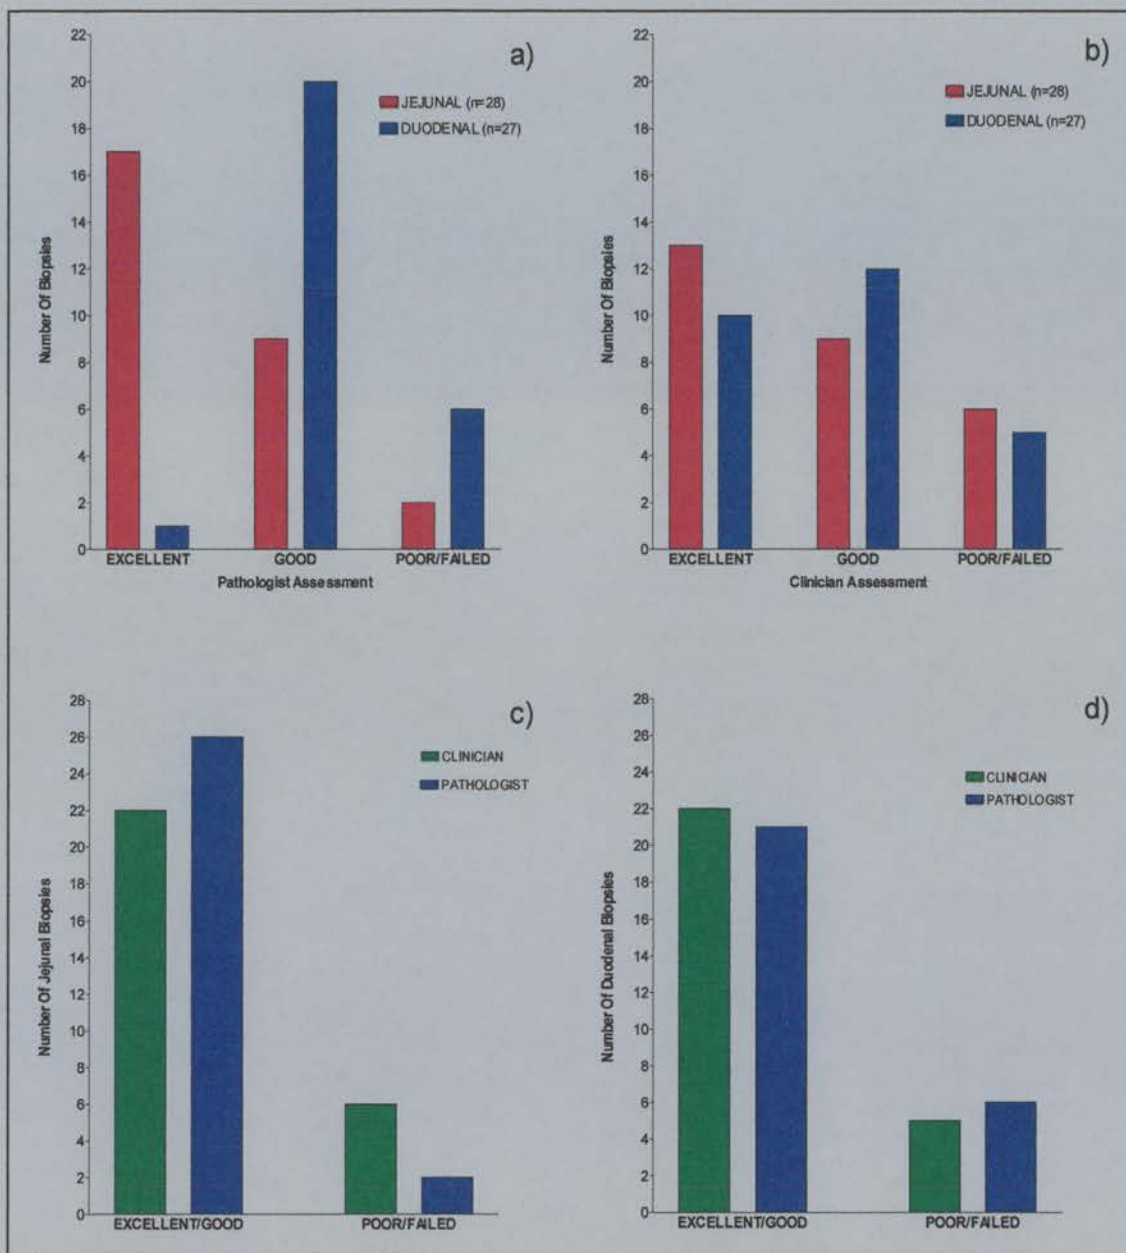 a)
22
20
18
16
14
12
10
8
6
4
2
0
Number Of Biopsies
JEJUNAL (n=28)
DUODENAL (n=27)
EXCELLENT GOOD POOR/FAILED
Pathologist Assessment
b)
22
20
18
16
14
12
10
8
6
4
2
0
Number Of Biopsies
JEJUNAL (n=28)
DUODENAL (n=27)
EXCELLENT GOOD POOR/FAILED
Clinician Assessment
c)
28
26
24
22
20
18
16
14
12
10
8
6
4
2
0
Number Of Jejunal Biopsies
CLINICIAN
PATHOLOGIST
EXCELLENT/GOOD POOR/FAILED
d)
28
26
24
22
20
18
16
14
12
10
8
6
4
2
0
Number Of Duodenal Biopsies
CLINICIAN
PATHOLOGIST
EXCELLENT/GOOD POOR/FAILED